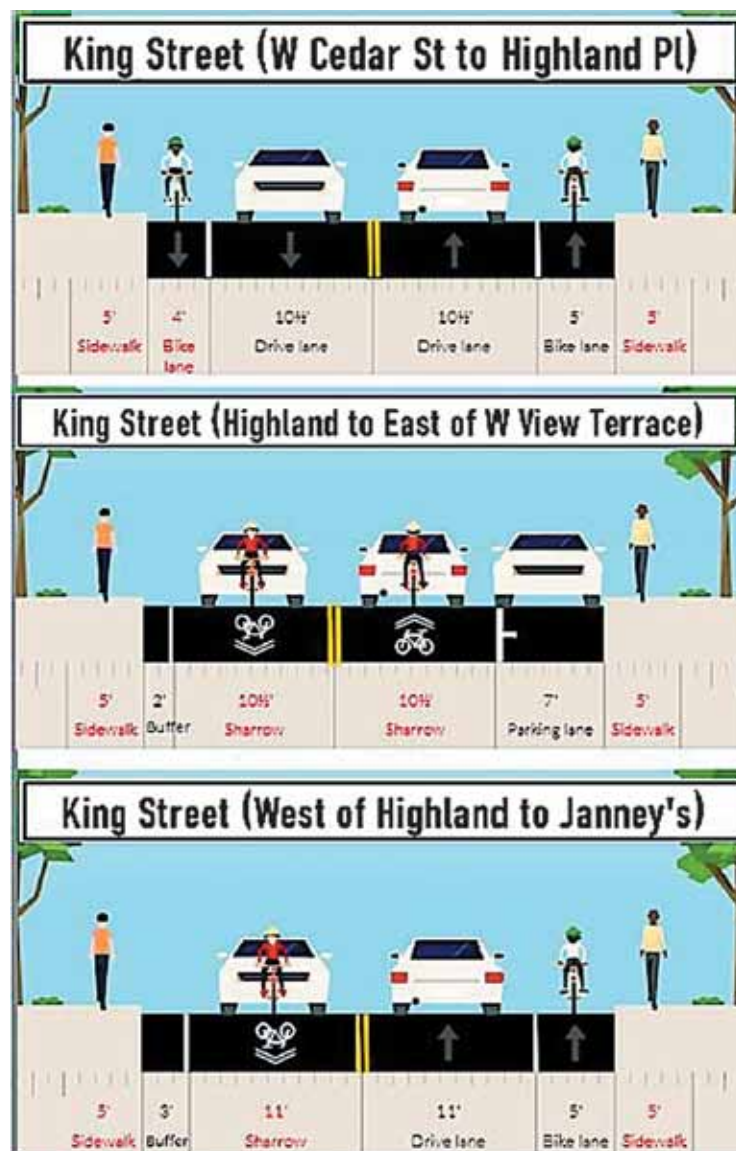 King Street (W Cedar St to Highland Pl)
5' 4' 10½' 10½' 5' 5'
Sidewalk Bike Drive lane Drive lane Bike lane Sidewalk
lane
King Street (Highland to East of W View Terrace)
5' 2' 10½' 10½' 7' 5'
Sidewalk Buffer Sharrow Sharrow Parking lane Sidewalk
King Street (West of Highland to Janney's)
5' 3' 11' 11' 5' 5'
Sidewalk Buffer Sharrow Drive lane Bike lane Sidewalk